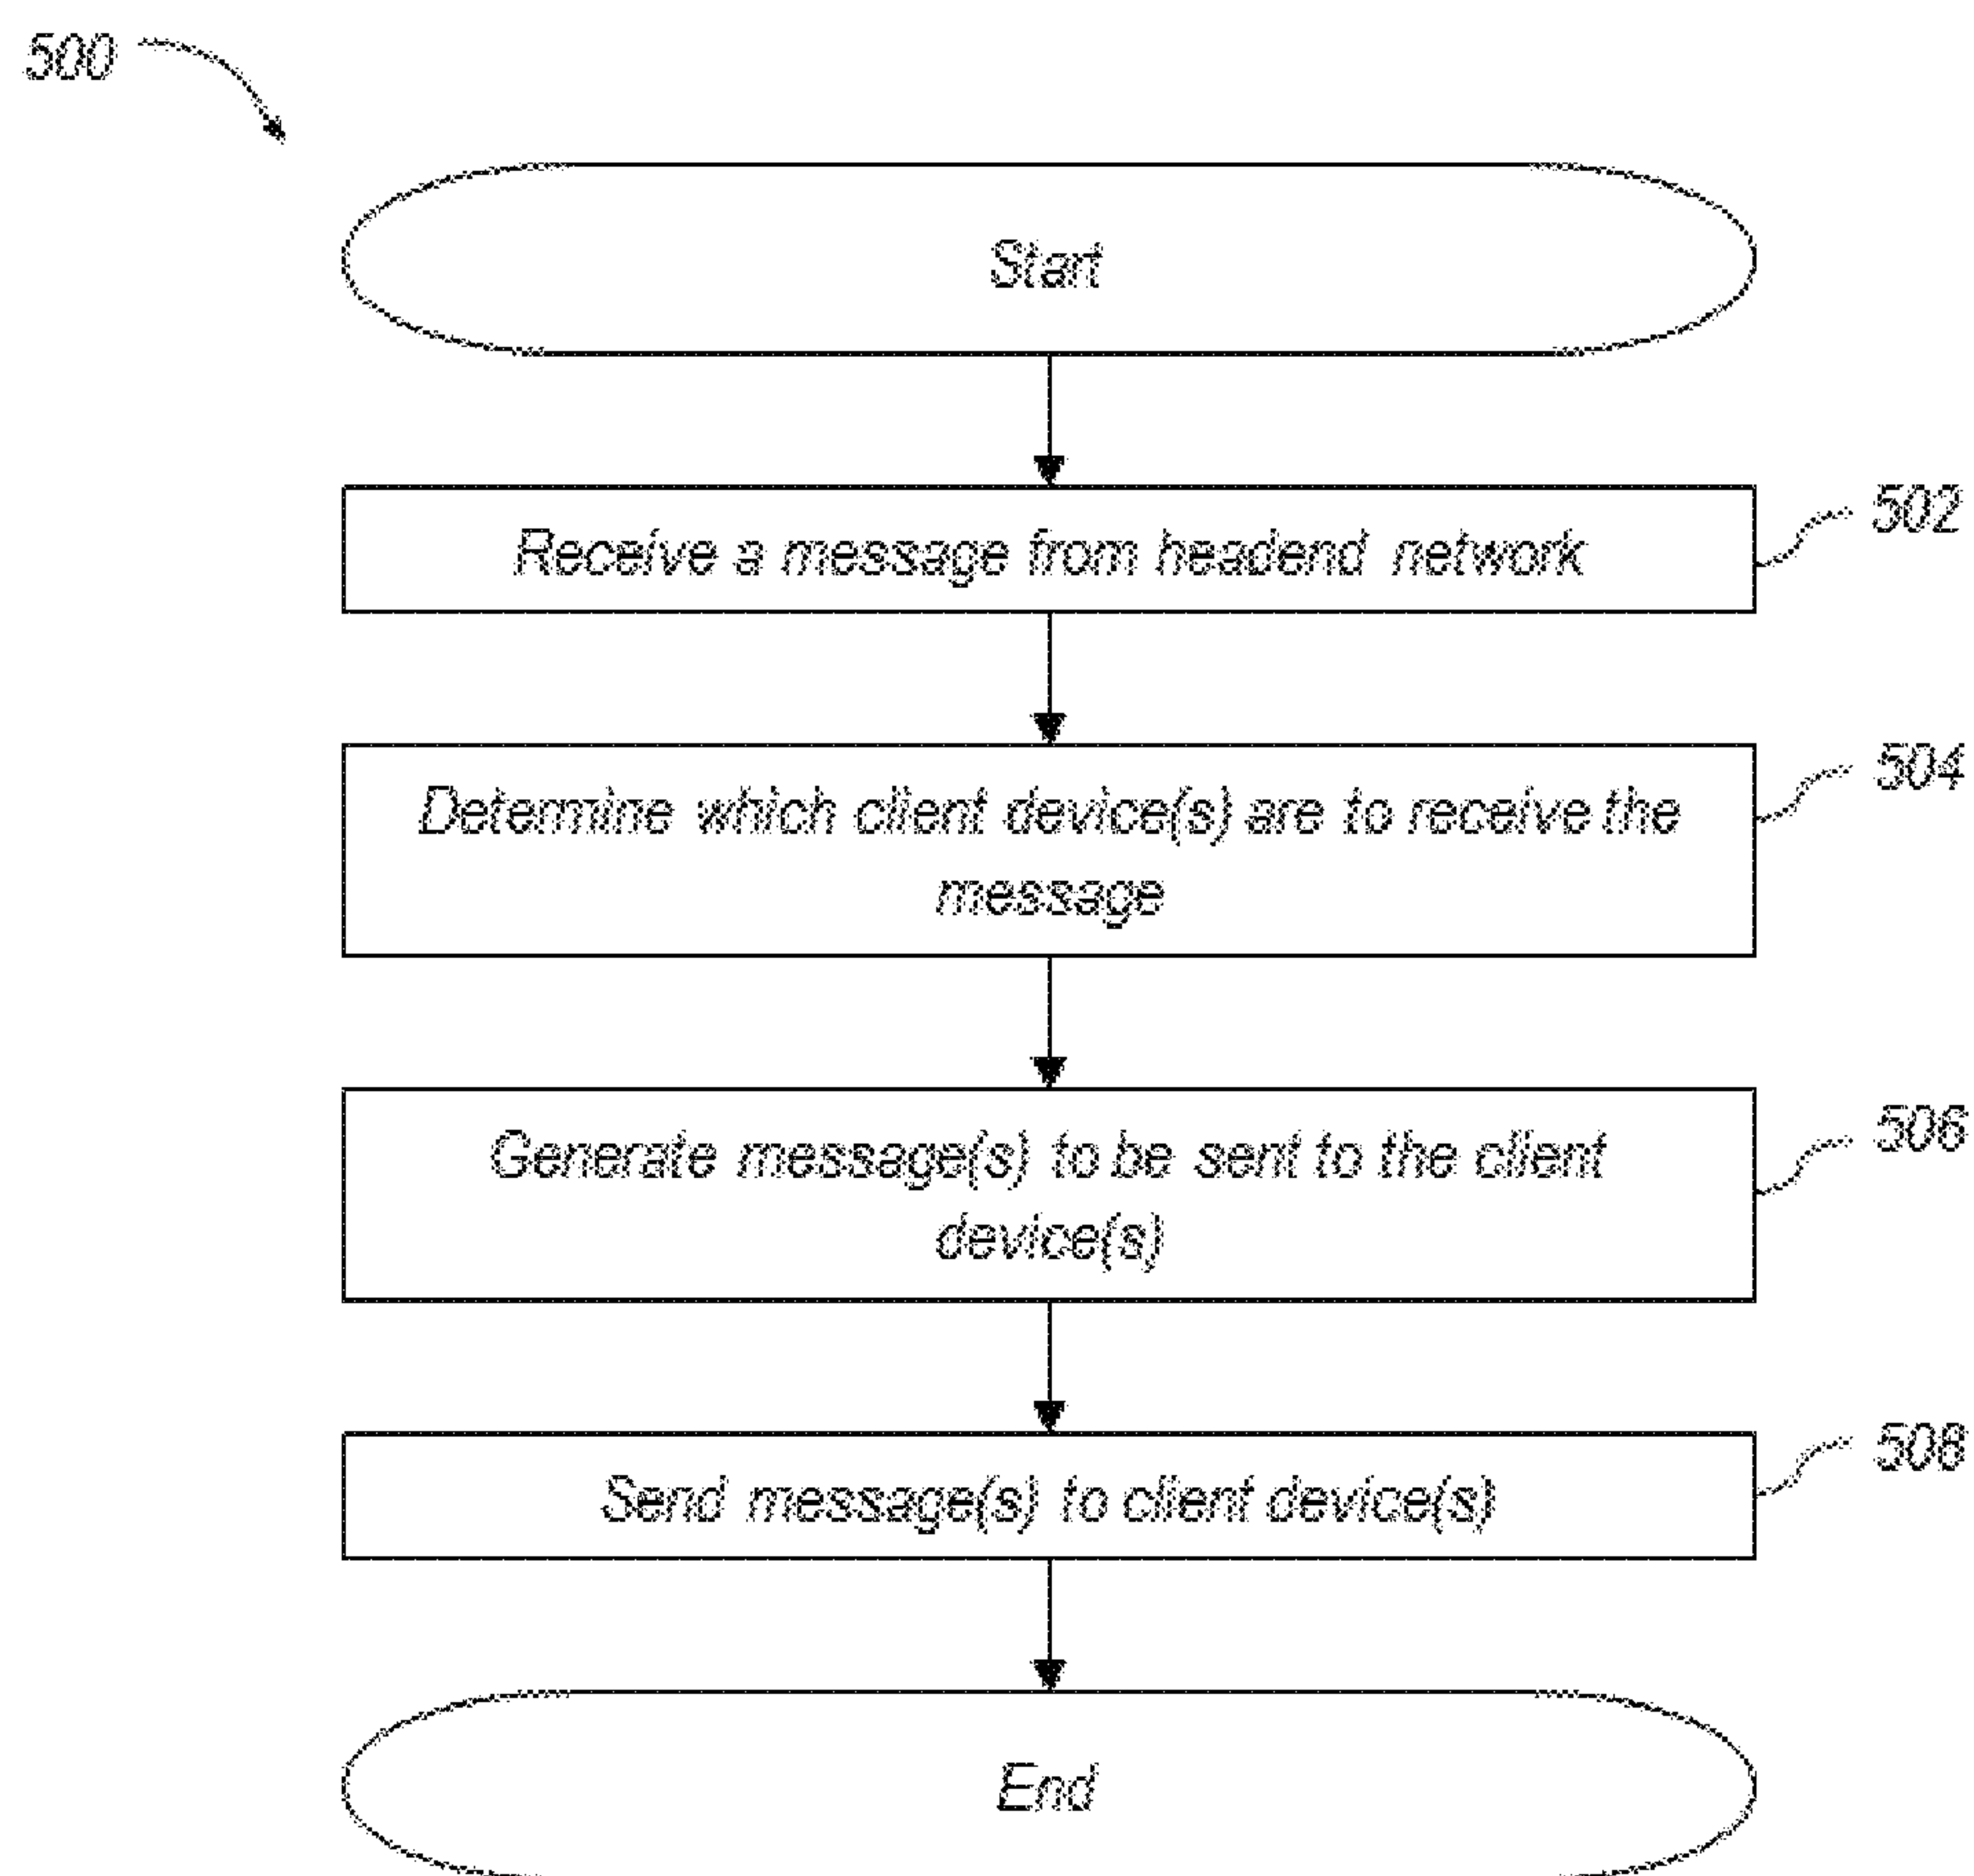 500
Start
Receive a message from headend network
502
Determine which client device(s) are to receive the
message
504
Generate message(s) to be sent to the client
device(s)
506
Send message(s) to client device(s)
508
End